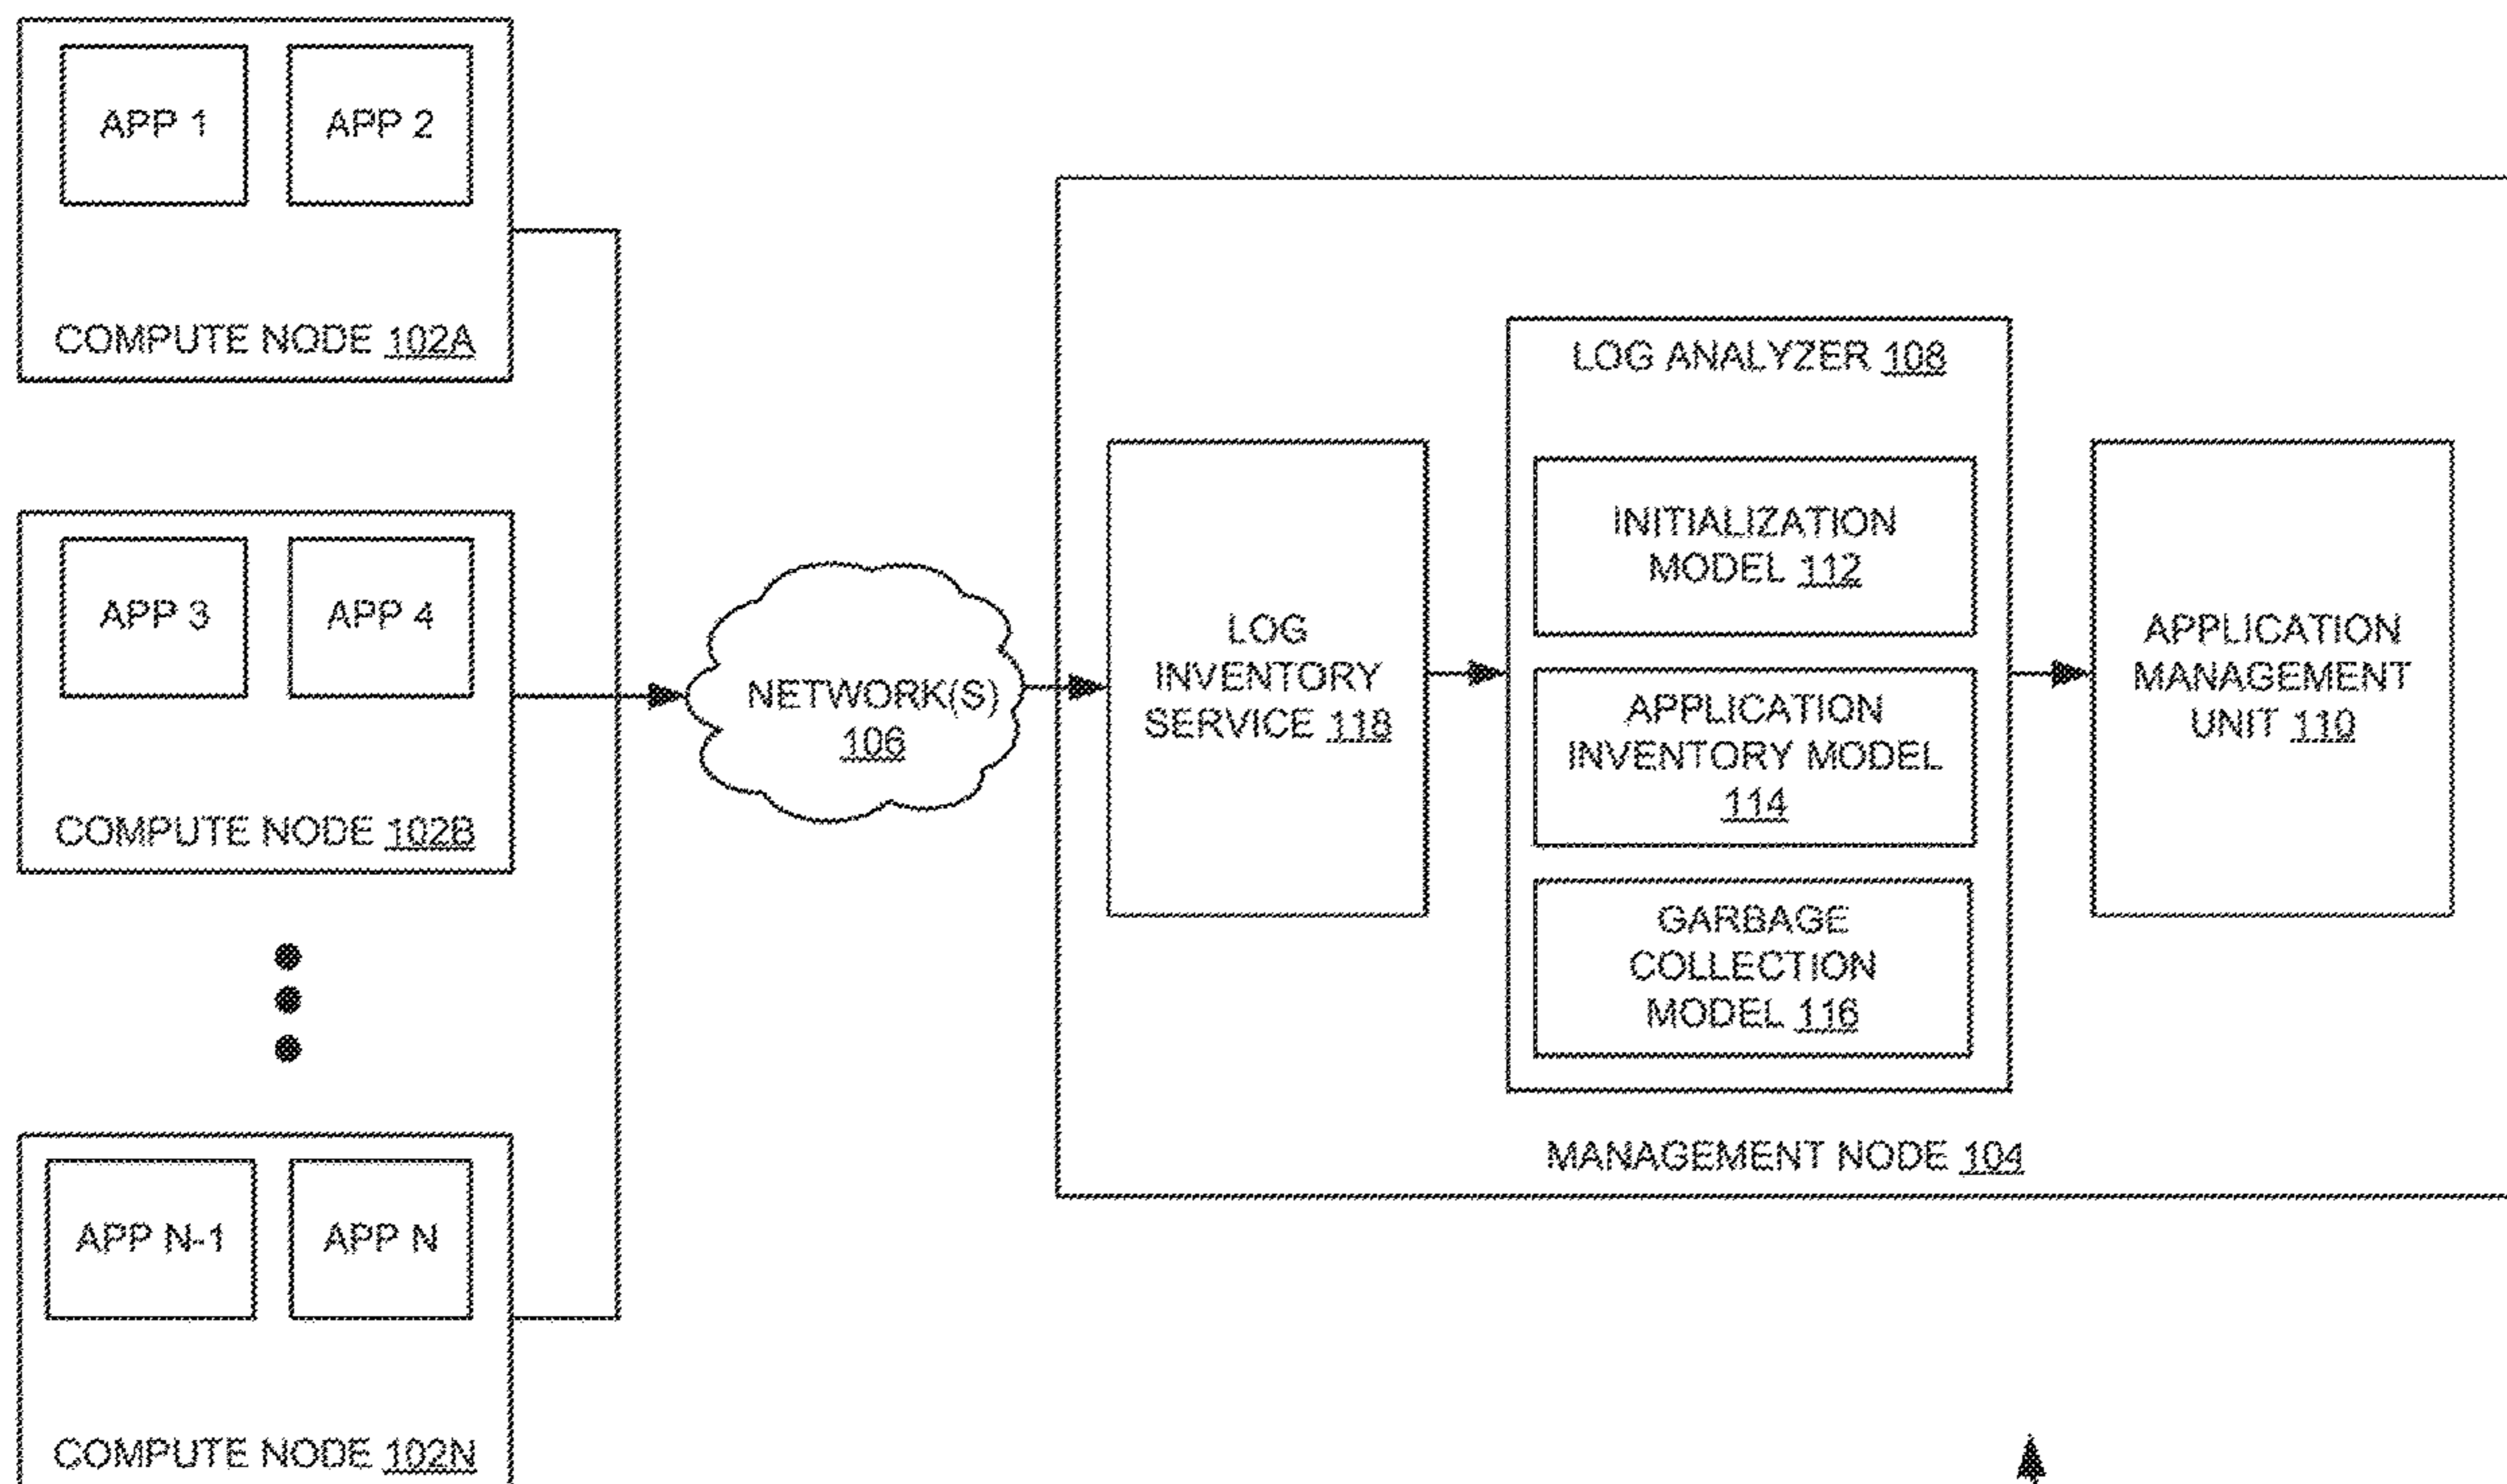 APP 1
APP 2
COMPUTE NODE 102A
APP 3
APP 4
COMPUTE NODE 102B
APP N-1
APP N
COMPUTE NODE 102N
NETWORK(S)
106
LOG
INVENTORY
SERVICE 118
LOG ANALYZER 108
INITIALIZATION
MODEL 112
APPLICATION
INVENTORY MODEL
114
GARBAGE
COLLECTION
MODEL 116
APPLICATION
MANAGEMENT
UNIT 110
MANAGEMENT NODE 104